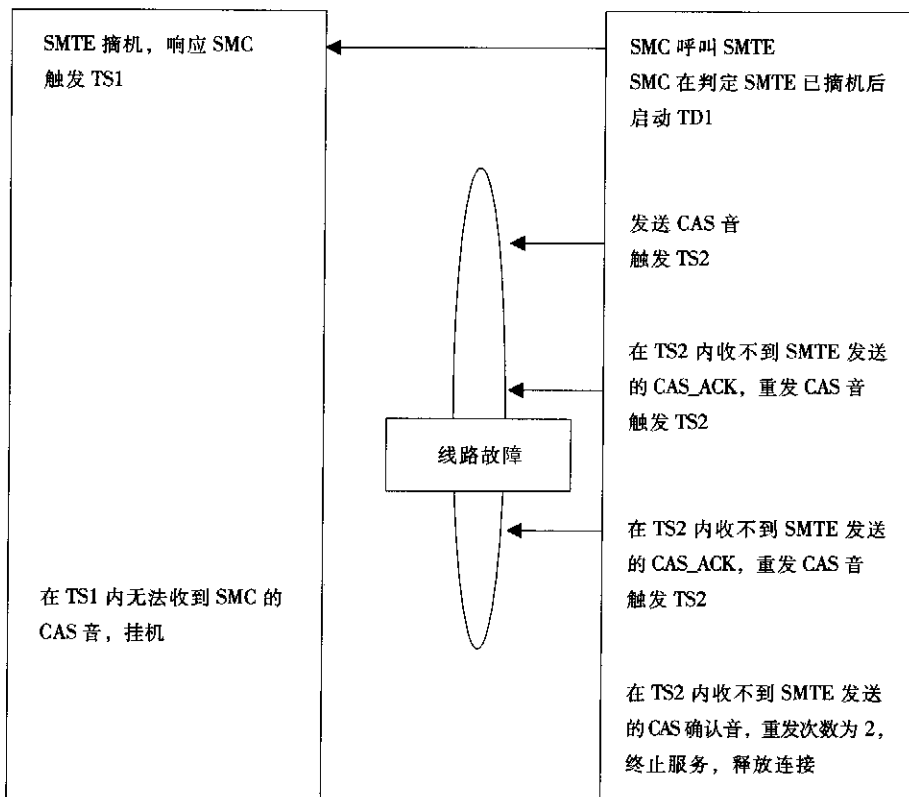 SMTE 摘机，响应 SMC
触发 TS1
在 TS1 内无法收到 SMC 的
CAS 音，挂机
线路故障
SMC 呼叫 SMTE
SMC 在判定 SMTE 已摘机后
启动 TD1
发送 CAS 音
触发 TS2
在 TS2 内收不到 SMTE 发送
的 CAS_ACK，重发 CAS 音
触发 TS2
在 TS2 内收不到 SMTE 发送
的 CAS_ACK，重发 CAS 音
触发 TS2
在 TS2 内收不到 SMTE 发送
的 CAS 确认音，重发次数为 2，
终止服务，释放连接